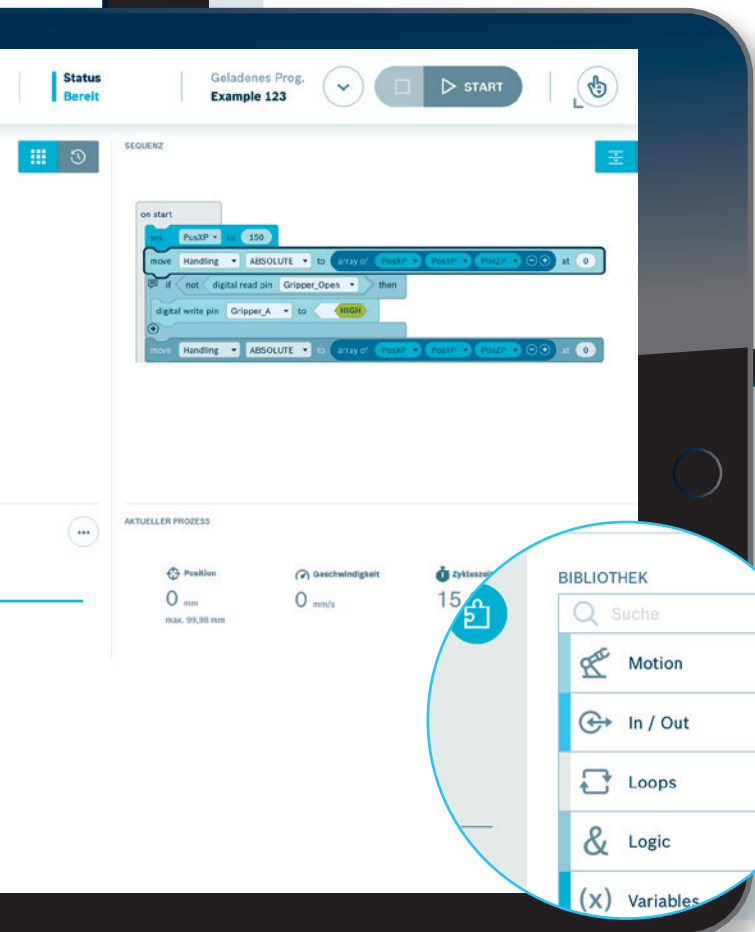 Status
Bereit
Geladenes Prog.
Example 123
START
SEQUENZ
on start
set PosXP to 150
move Handling ABSOLUTE to array of PosXP PosYP PosZP at 0
if not digital read pin Gripper_Open then
digital write pin Gripper_A to HIGH
move Handling ABSOLUTE to array of PosXP PosYP PosZP at 0
AKTUELLER PROZESS
Position
0 mm
max. 99,98 mm
Geschwindigkeit
0 mm/s
Zykluszeit
15
BIBLIOTHEK
Suche
Motion
In / Out
Loops
& Logic
(x) Variables